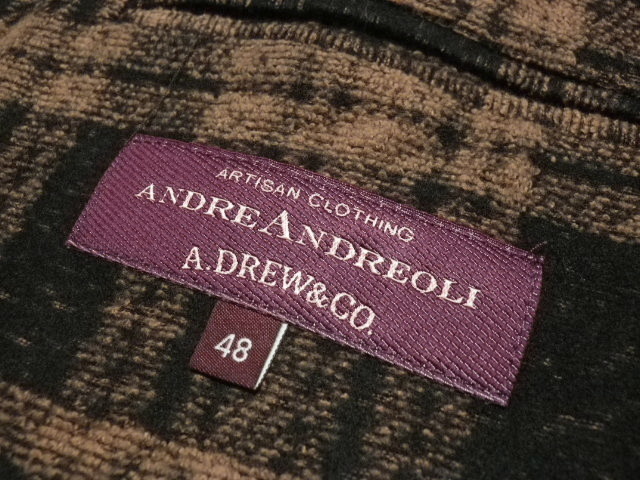 ARTISAN CLOTHING
ANDREANDREOLI
A.DREW&CO.
48